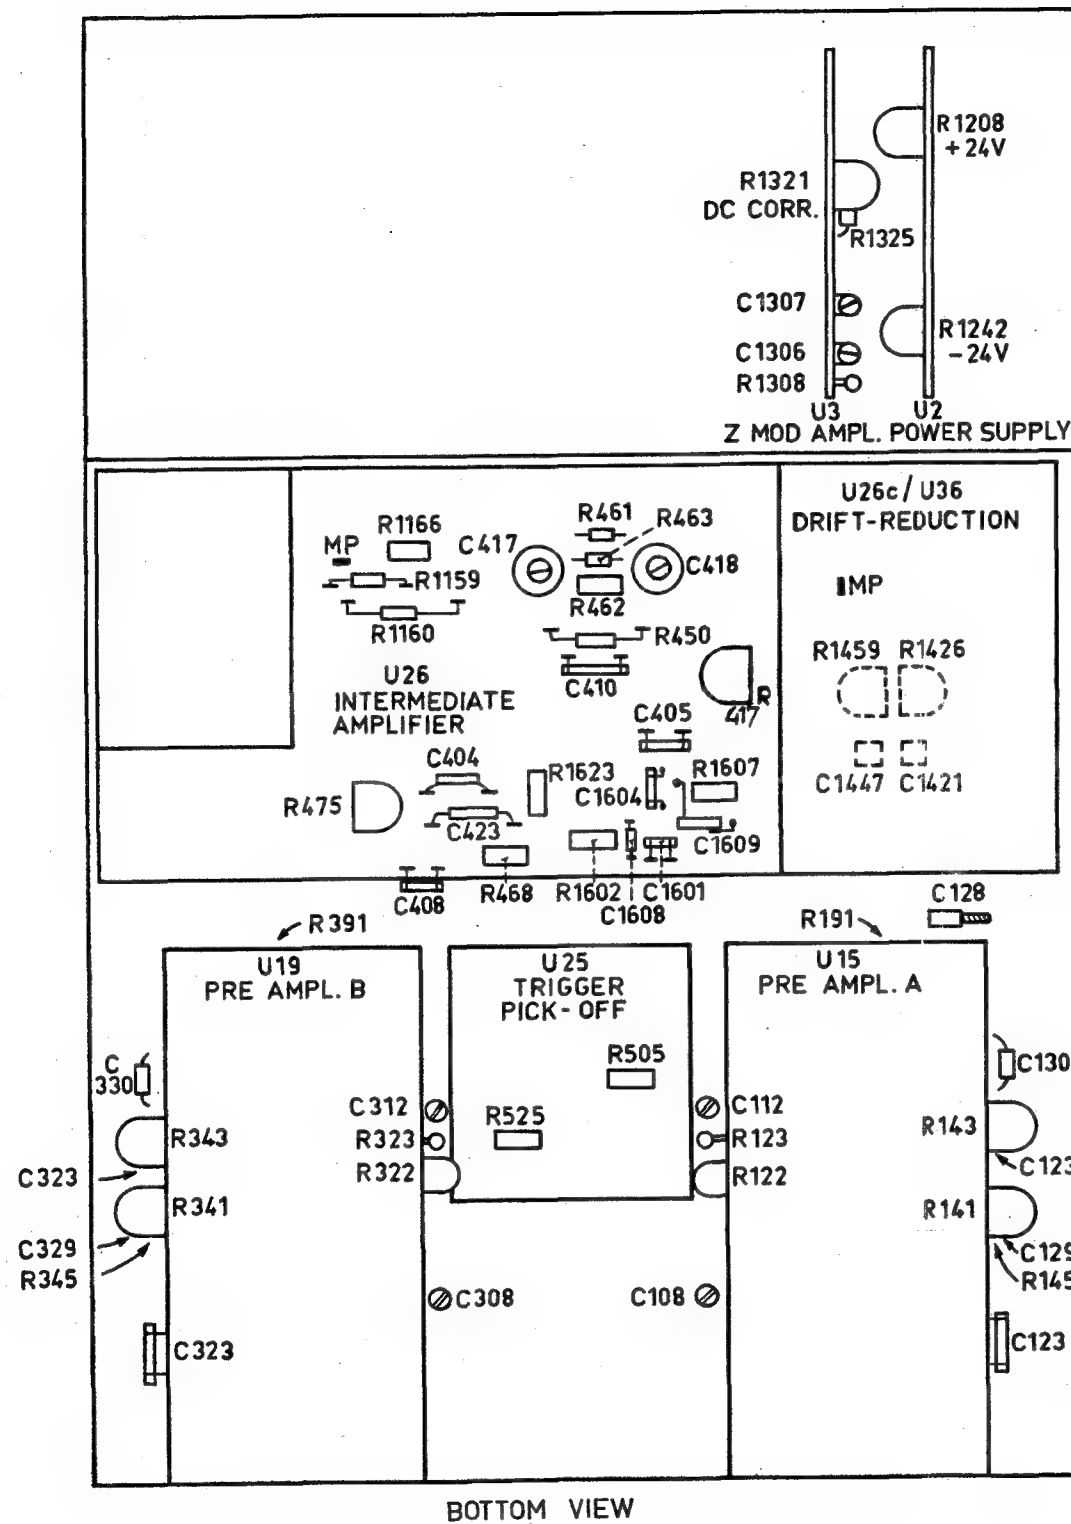 R1208
+24V
R1321
DC CORR.
R1325
C1307
R1242
-24V
C1306
R1308
U3
U2
Z MOD AMPL. POWER SUPPLY
U26c/U36
DRIFT-REDUCTION
R461
R463
R1166
MP
C417
C418
R1159
R462
MP
R1160
R450
R1459
R1426
U26
INTERMEDIATE
AMPLIFIER
C410
R
417
C405
C404
R1623
R1607
C1604
C1447
C1421
R475
C423
C1609
R468
R1602
C1601
C408
C1608
C128
R391
R191
U19
PRE AMPL. B
U25
TRIGGER
PICK-OFF
U15
PRE AMPL. A
C
330
R505
C130
C312
R525
C112
R343
R323
R123
R143
C323
R322
R122
C123
R341
R141
C329
C129
R345
R145
C308
C108
C323
C123
BOTTOM VIEW